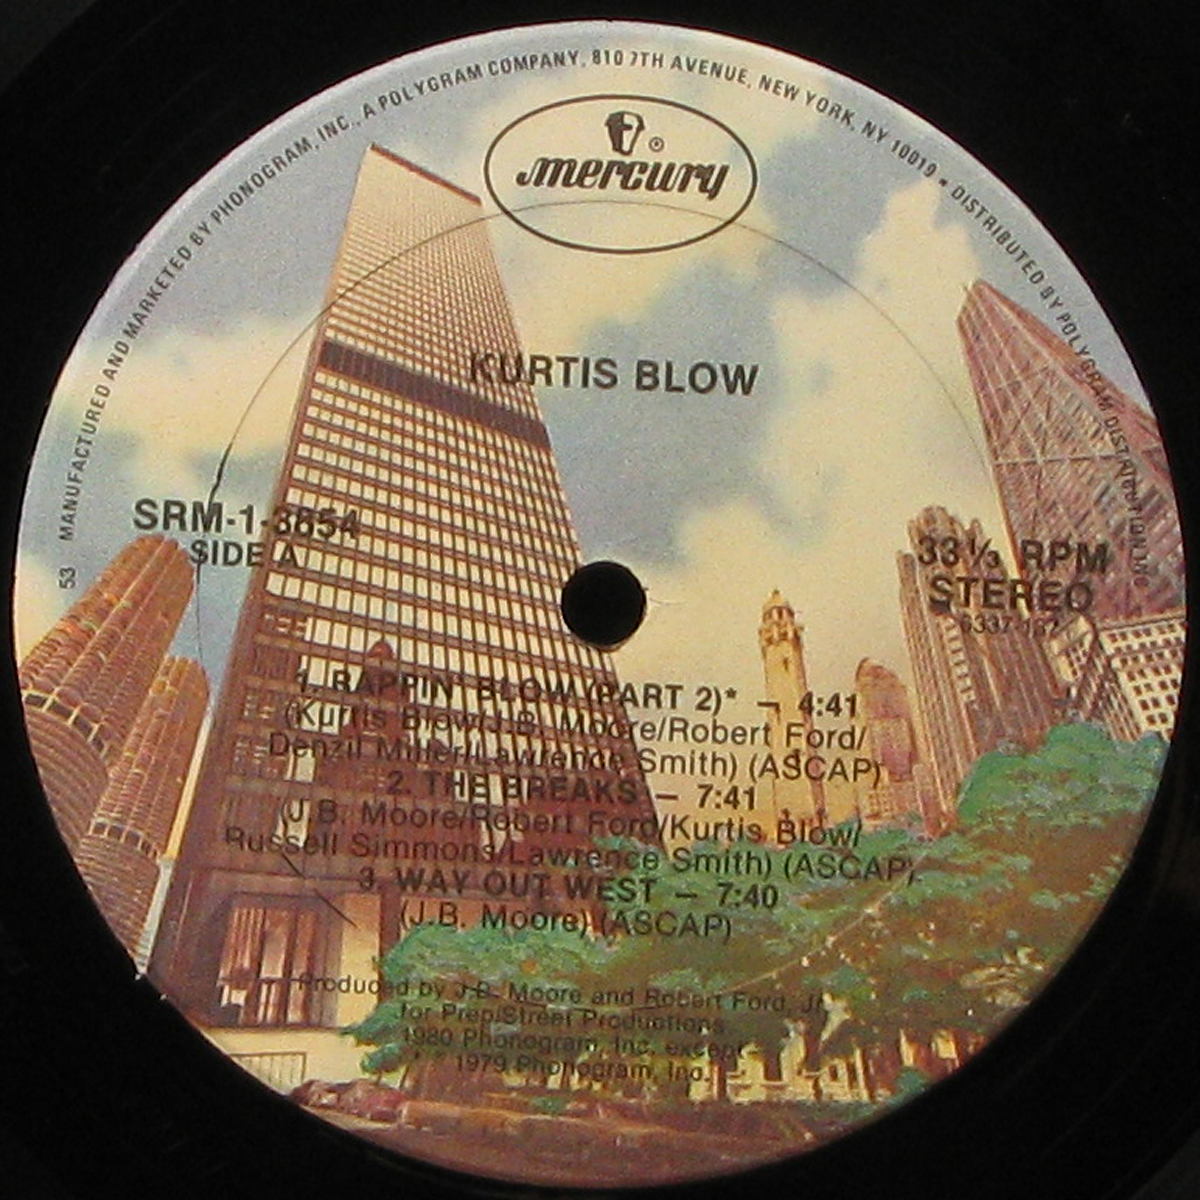 MANUFACTURED AND MARKETED BY PHONOGRAM, INC., A POLYGRAM COMPANY, 810 7TH AVENUE, NEW YORK, NY 10019 • DISTRIBUTED BY POLYGRAM DISTRIBUTION, INC.
53
mercury ®
KURTIS BLOW
SRM-1-3854
SIDE A
33⅓ RPM
STEREO
6337 137
1. RAPPIN' BLOW (PART 2)* — 4:41
(Kurtis Blow/J.B. Moore/Robert Ford/
Denzil Miller/Lawrence Smith) (ASCAP)
2. THE BREAKS — 7:41
(J.B. Moore/Robert Ford/Kurtis Blow/
Russell Simmons/Lawrence Smith) (ASCAP)
3. WAY OUT WEST — 7:40
(J.B. Moore) (ASCAP)
Produced by J.B. Moore and Robert Ford, Jr.
for Prep/Street Productions
1980 Phonogram, Inc. except
* 1979 Phonogram, Inc.